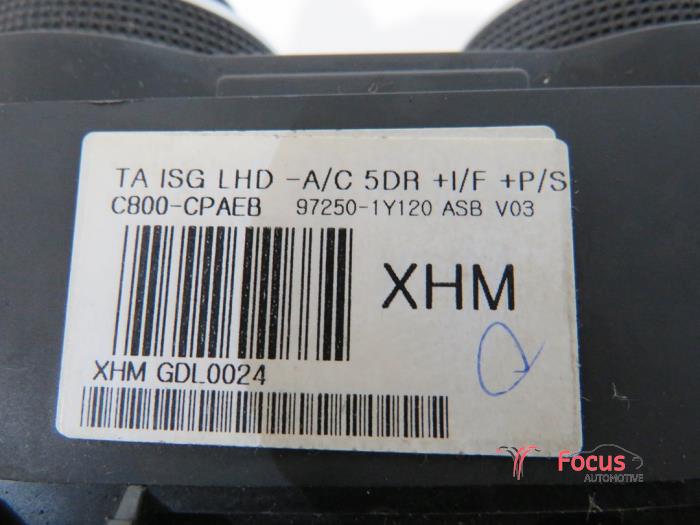 TA ISG LHD -A/C 5DR +I/F +P/S
C800-CPAEB 97250-1Y120 ASB V03
XHM
XHM GDL0024
Focus
AUTOMOTIVE